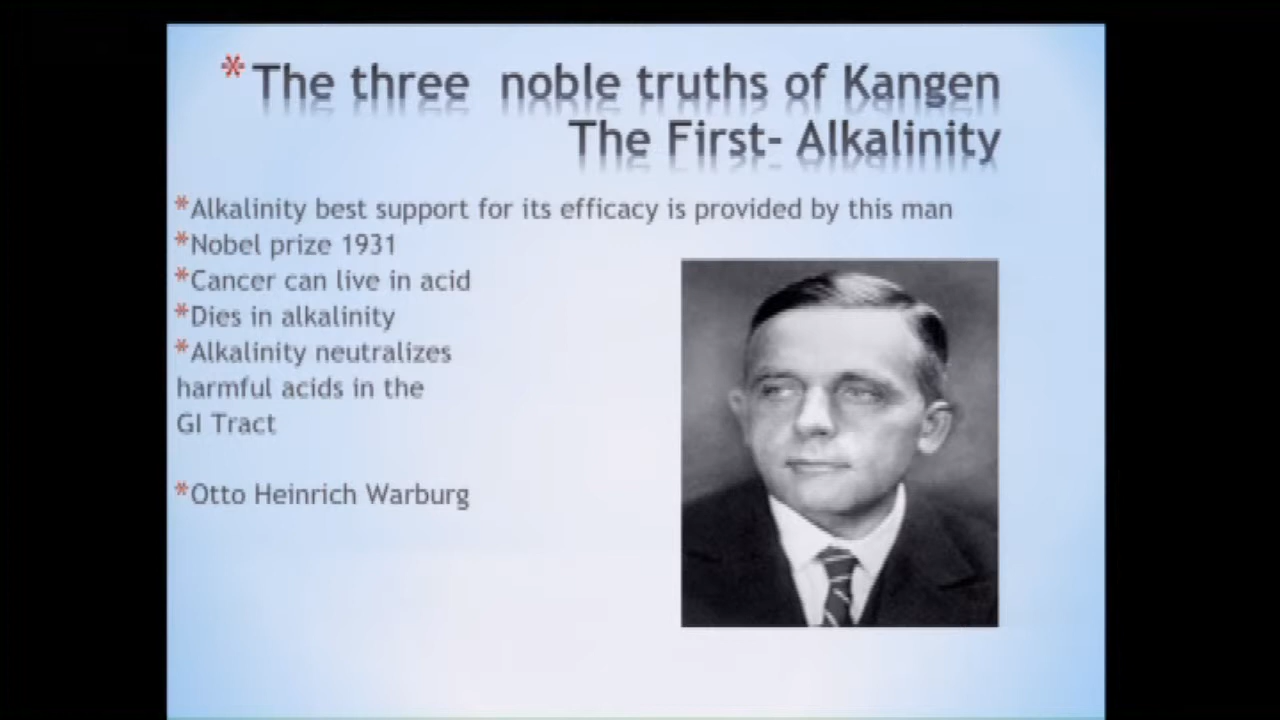 * The three noble truths of Kangen
The First- Alkalinity
*Alkalinity best support for its efficacy is provided by this man
*Nobel prize 1931
*Cancer can live in acid
*Dies in alkalinity
*Alkalinity neutralizes
harmful acids in the
GI Tract
*Otto Heinrich Warburg